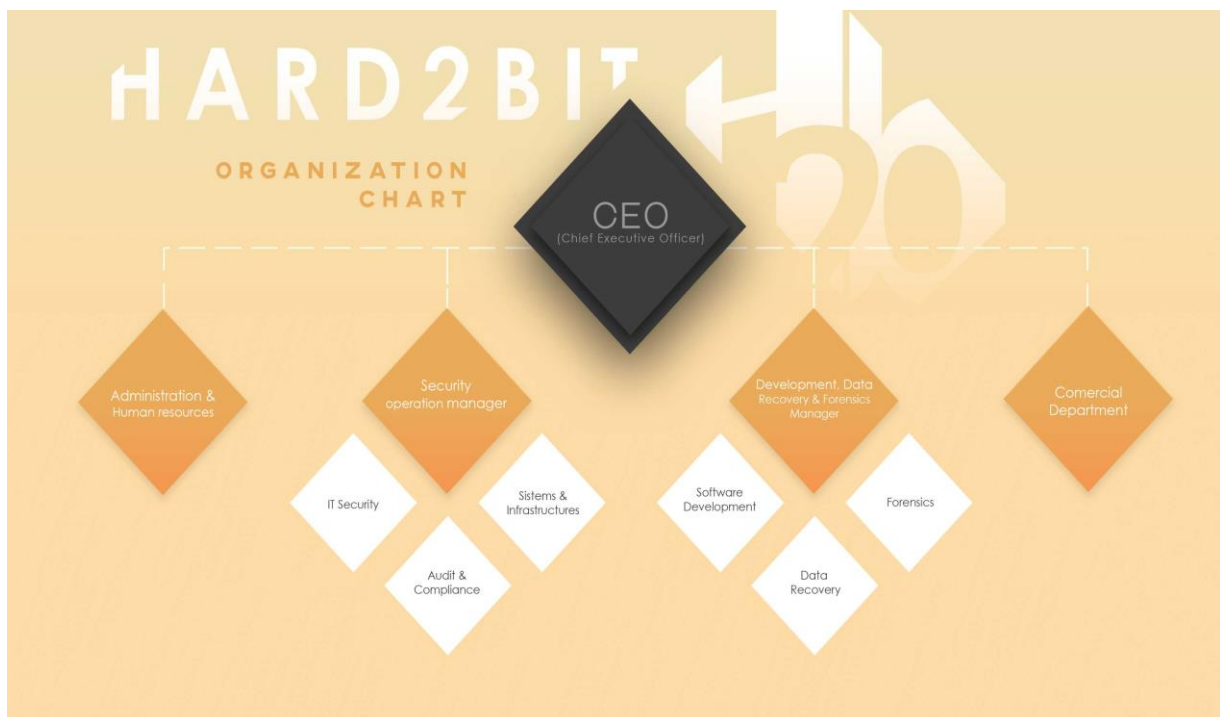 HARD2BIT
ORGANIZATION
CHART
CEO
(Chief Executive Officer)
Administration &
Human resources
Security
operation manager
Development, Data
Recovery & Forensics
Manager
Comercial
Department
IT Security
Sistems &
Infrastructures
Audit &
Compliance
Software
Development
Forensics
Data
Recovery